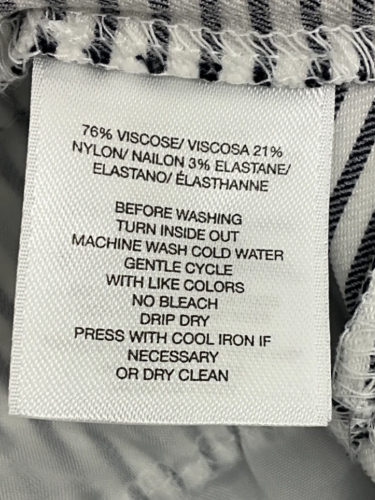 76% VISCOSE/ VISCOSA 21%
NYLON/ NAILON 3% ELASTANE/
ELASTANO/ ÉLASTHANNE
BEFORE WASHING
TURN INSIDE OUT
MACHINE WASH COLD WATER
GENTLE CYCLE
WITH LIKE COLORS
NO BLEACH
DRIP DRY
PRESS WITH COOL IRON IF
NECESSARY
OR DRY CLEAN